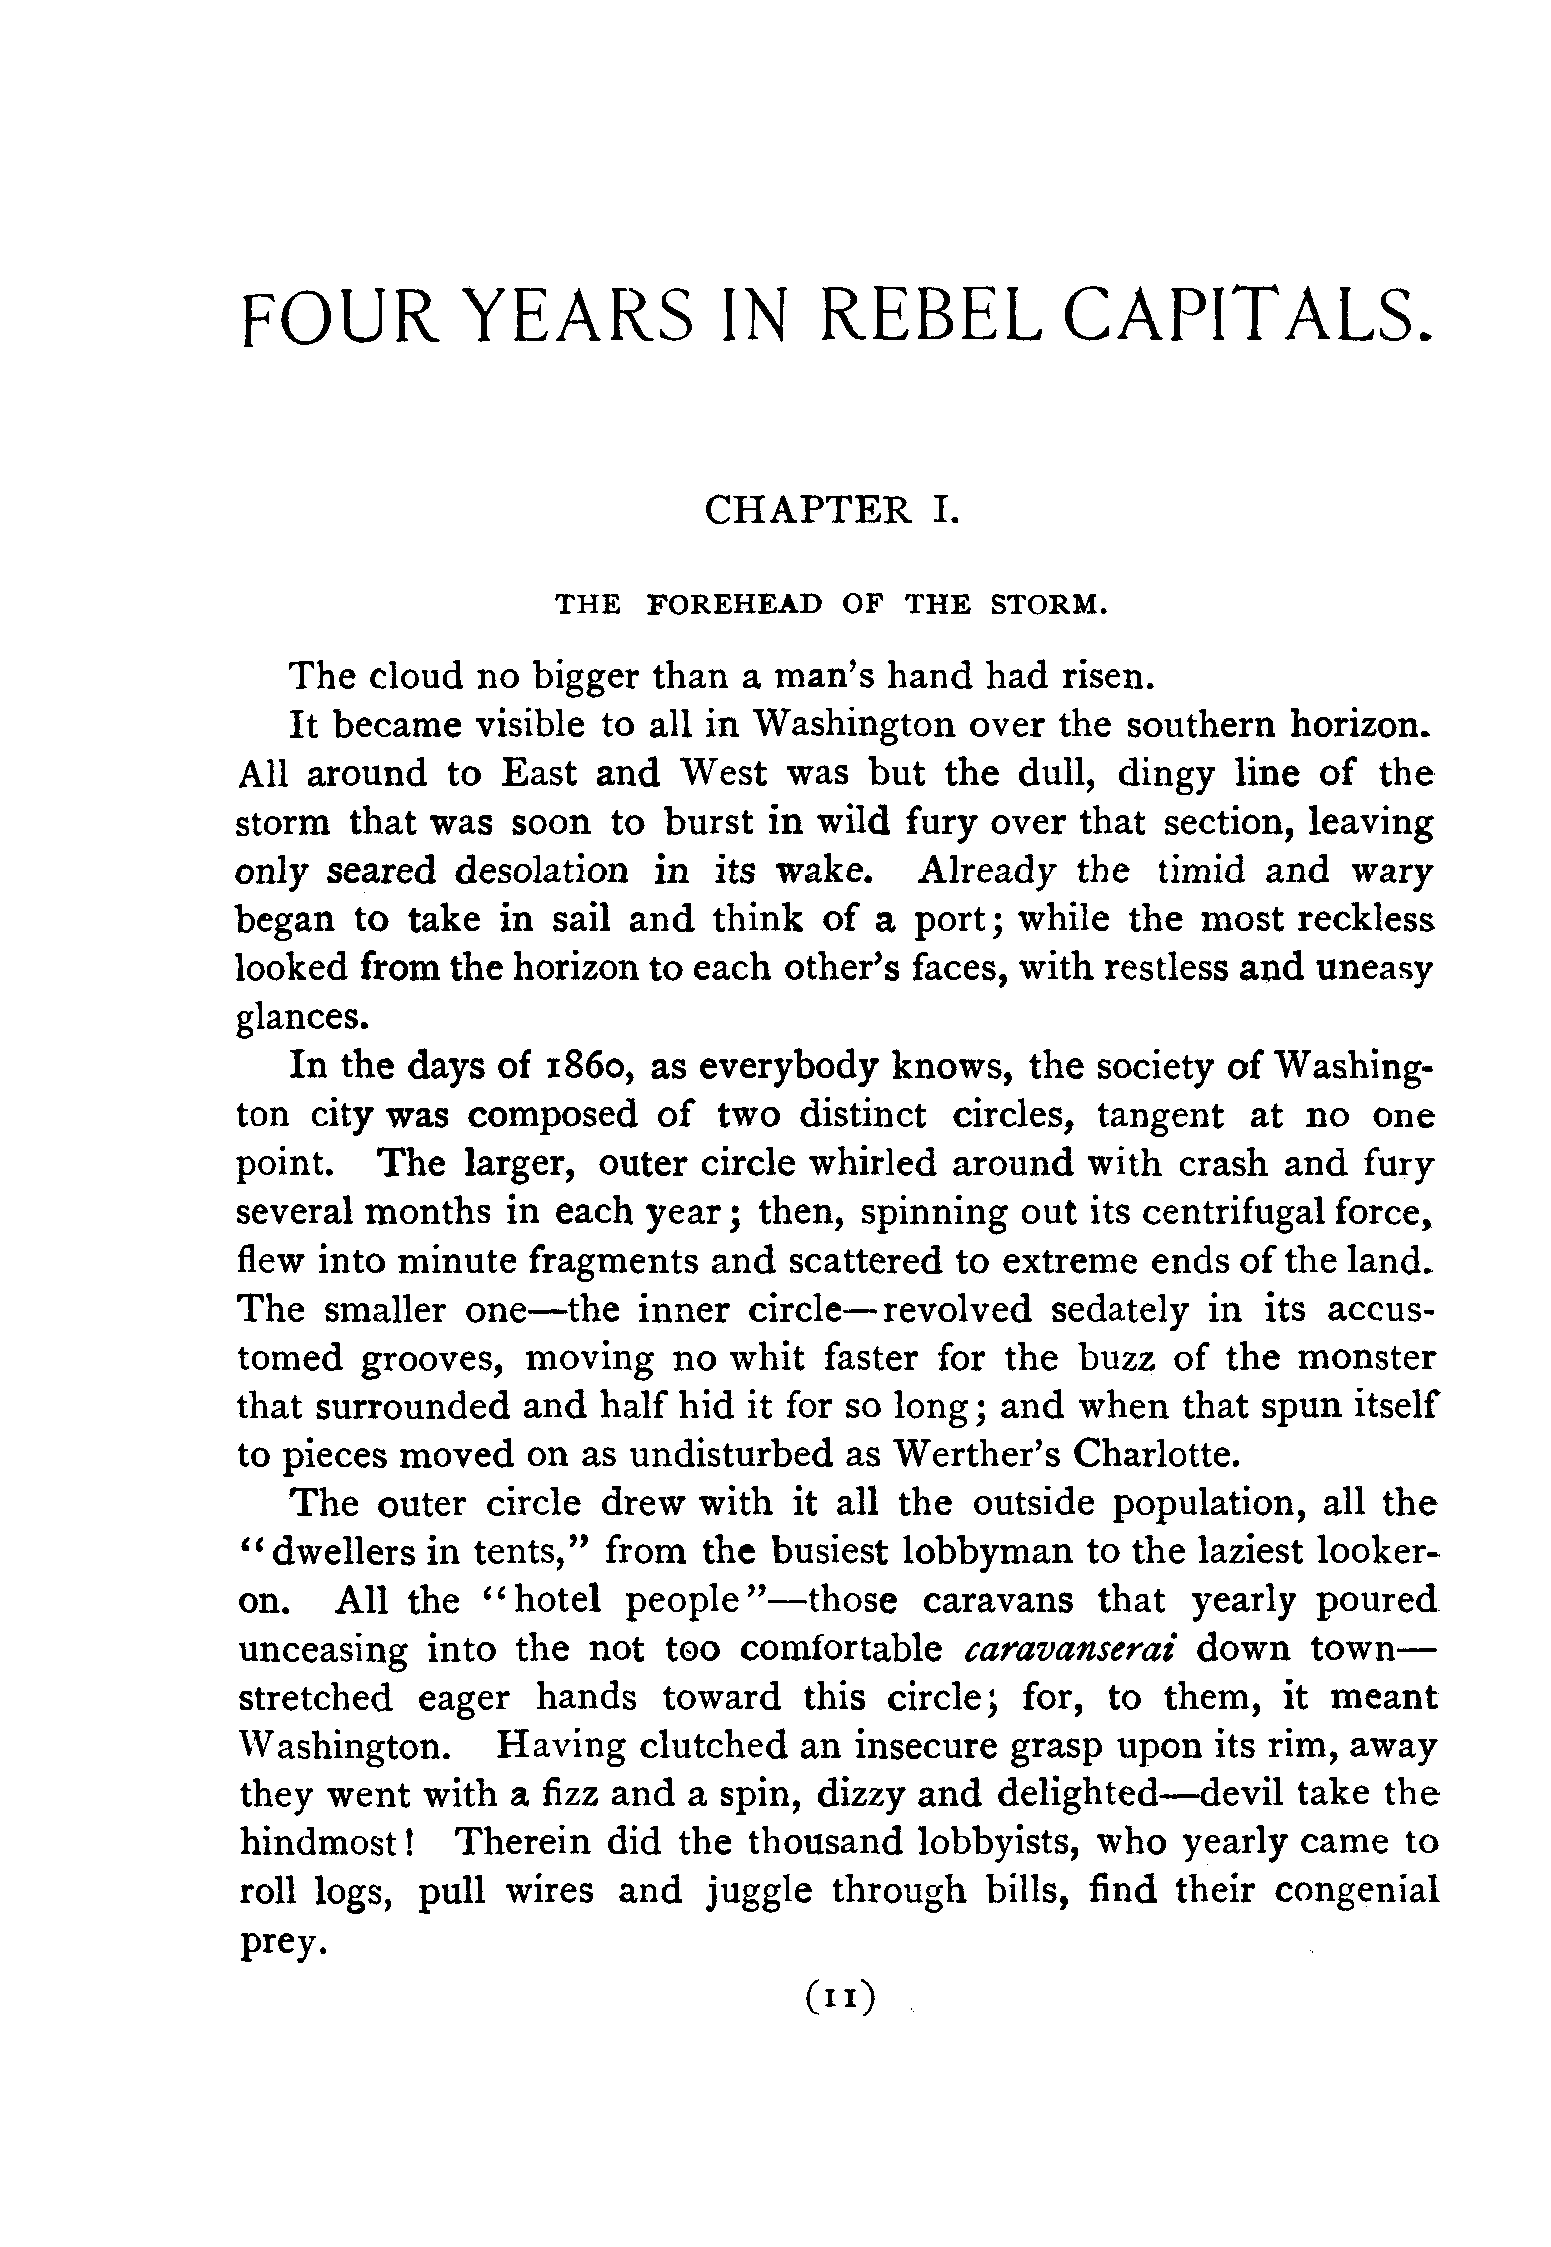 FOUR YEARS IN REBEL CAPITALS.
CHAPTER I.
THE FOREHEAD OF THE STORM.
The cloud no bigger than a man's hand had risen.
It became visible to all in Washington over the southern horizon.
All around to East and West was but the dull, dingy line of the
storm that was soon to burst in wild fury over that section, leaving
only seared desolation in its wake. Already the timid and wary
began to take in sail and think of a port; while the most reckless
looked from the horizon to each other's faces, with restless and uneasy
glances.
In the days of 1860, as everybody knows, the society of Washing-
ton city was composed of two distinct circles, tangent at no one
point. The larger, outer circle whirled around with crash and fury
several months in each year; then, spinning out its centrifugal force,
flew into minute fragments and scattered to extreme ends of the land.
The smaller one—the inner circle—revolved sedately in its accus-
tomed grooves, moving no whit faster for the buzz of the monster
that surrounded and half hid it for so long; and when that spun itself
to pieces moved on as undisturbed as Werther's Charlotte.
The outer circle drew with it all the outside population, all the
"dwellers in tents," from the busiest lobbyman to the laziest looker-
on. All the "hotel people"—those caravans that yearly poured
unceasing into the not too comfortable caravanserai down town—
stretched eager hands toward this circle; for, to them, it meant
Washington. Having clutched an insecure grasp upon its rim, away
they went with a fizz and a spin, dizzy and delighted—devil take the
hindmost! Therein did the thousand lobbyists, who yearly came to
roll logs, pull wires and juggle through bills, find their congenial
prey.
(11)